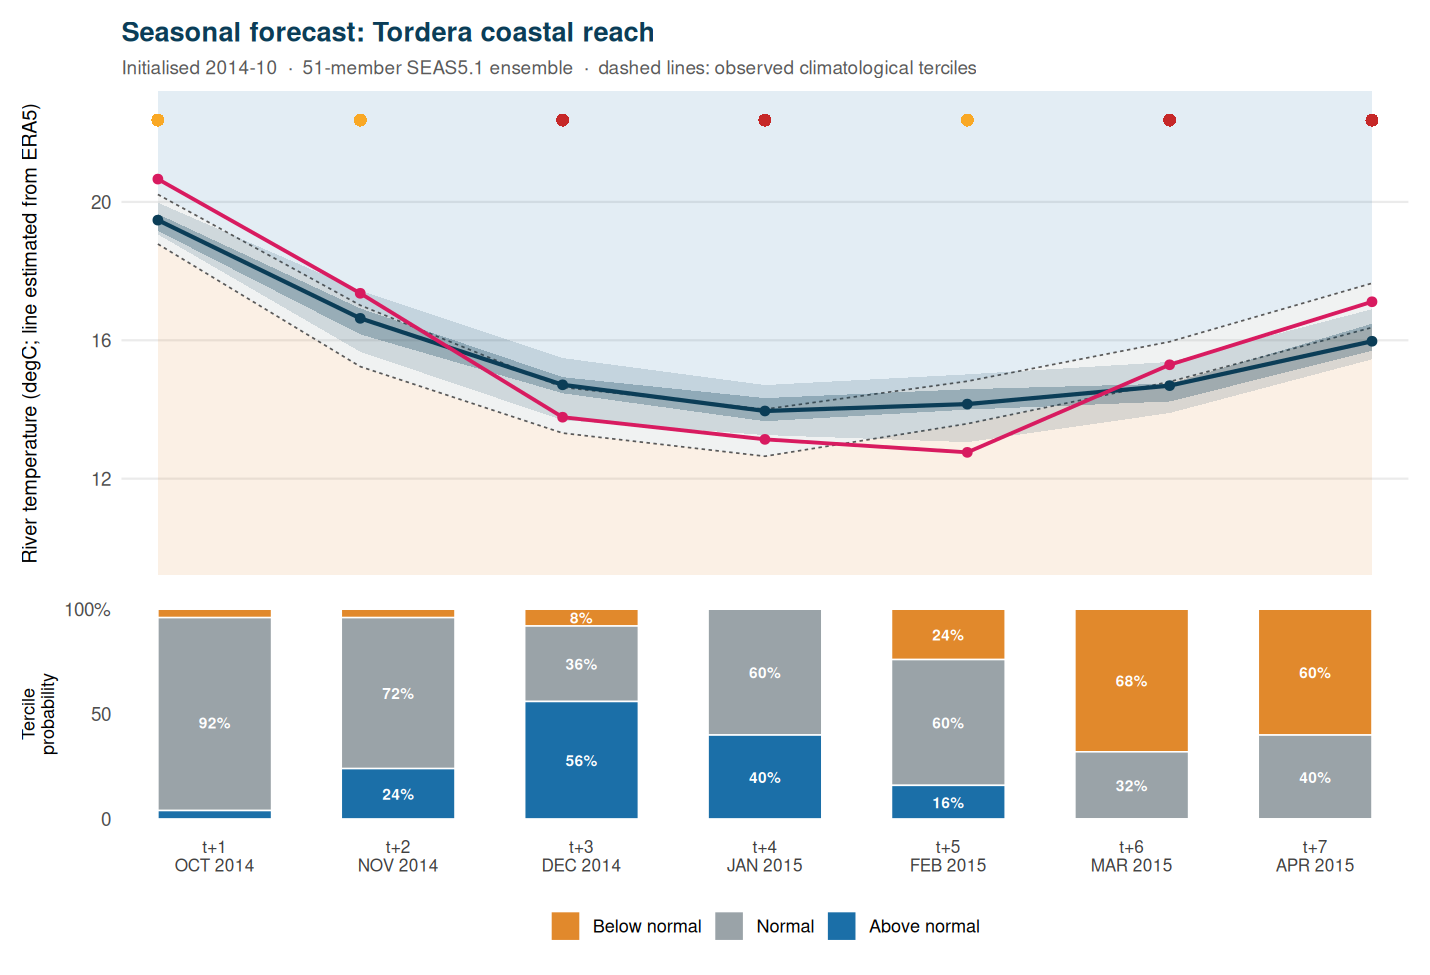 Seasonal forecast: Tordera coastal reach
Initialised 2014-10 · 51-member SEAS5.1 ensemble · dashed lines: observed climatological terciles
River temperature (degC; line estimated from ERA5)
20
16
12
Tercile
probability
100%
50
0
92%
72%
24%
8%
36%
56%
60%
40%
24%
60%
16%
68%
32%
60%
40%
t+1
OCT 2014
t+2
NOV 2014
t+3
DEC 2014
t+4
JAN 2015
t+5
FEB 2015
t+6
MAR 2015
t+7
APR 2015
Below normal
Normal
Above normal